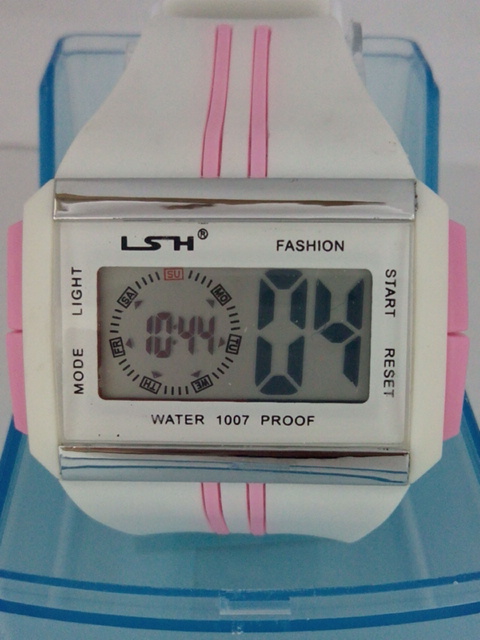 LSH®
FASHION
LIGHT
MODE
START
RESET
SU
MO
TU
WE
TH
FR
SA
10:44
04
WATER 1007 PROOF